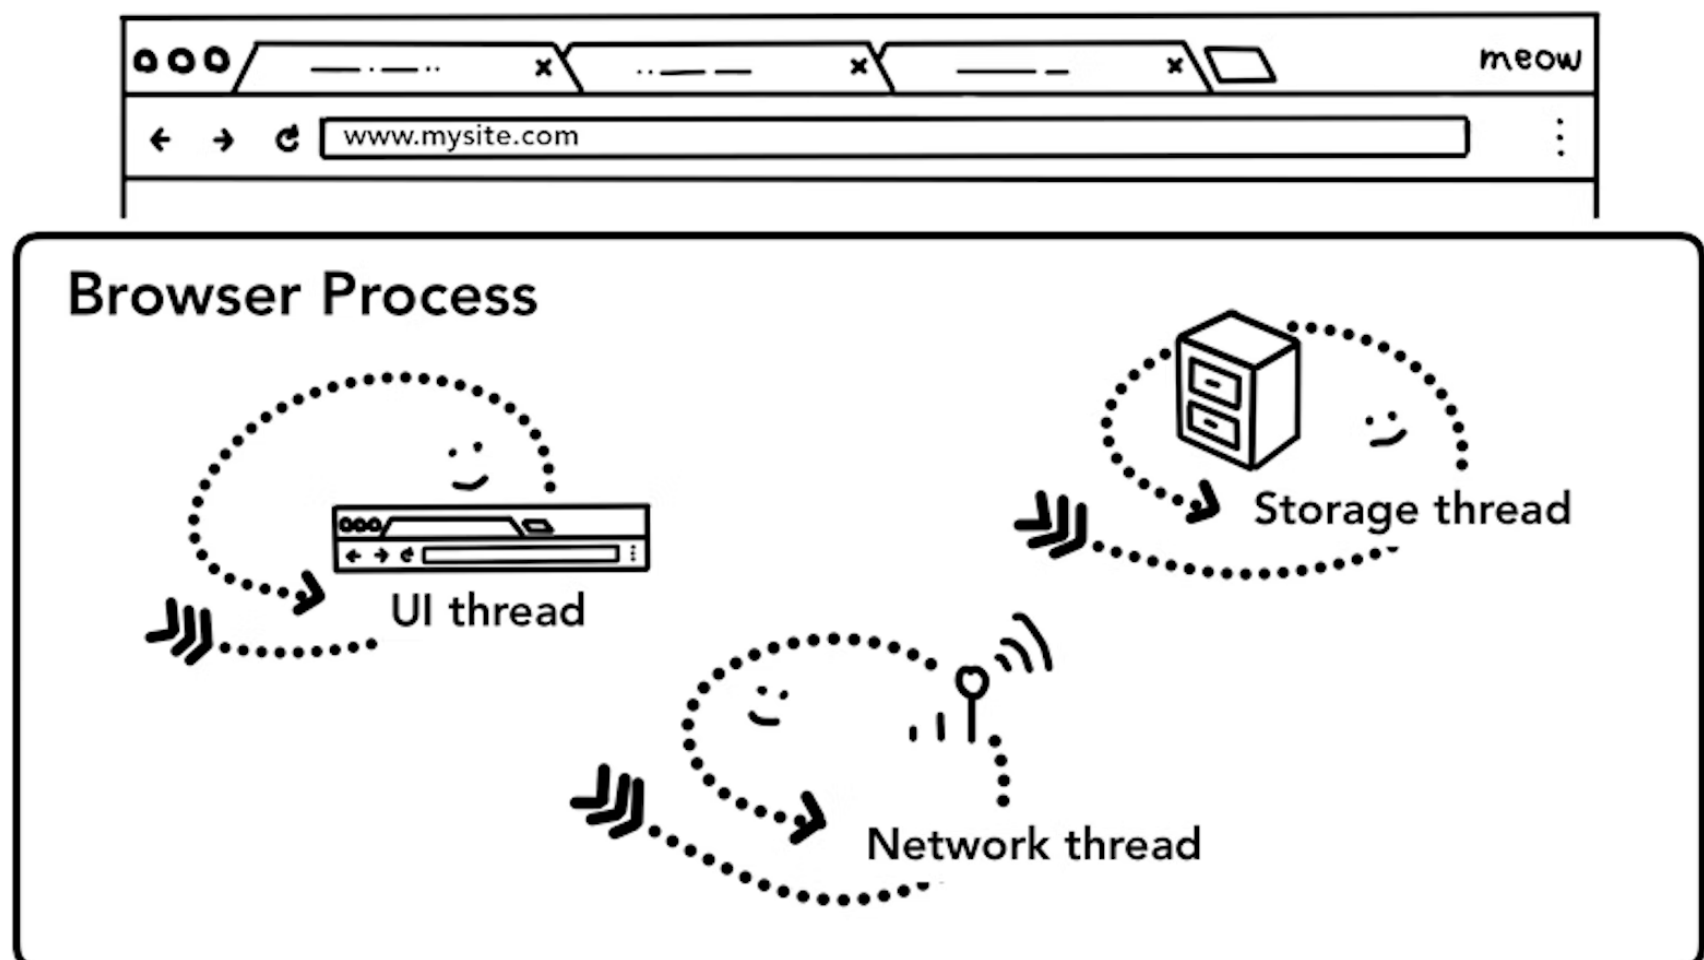 meow
www.mysite.com
Browser Process
Storage thread
UI thread
Network thread